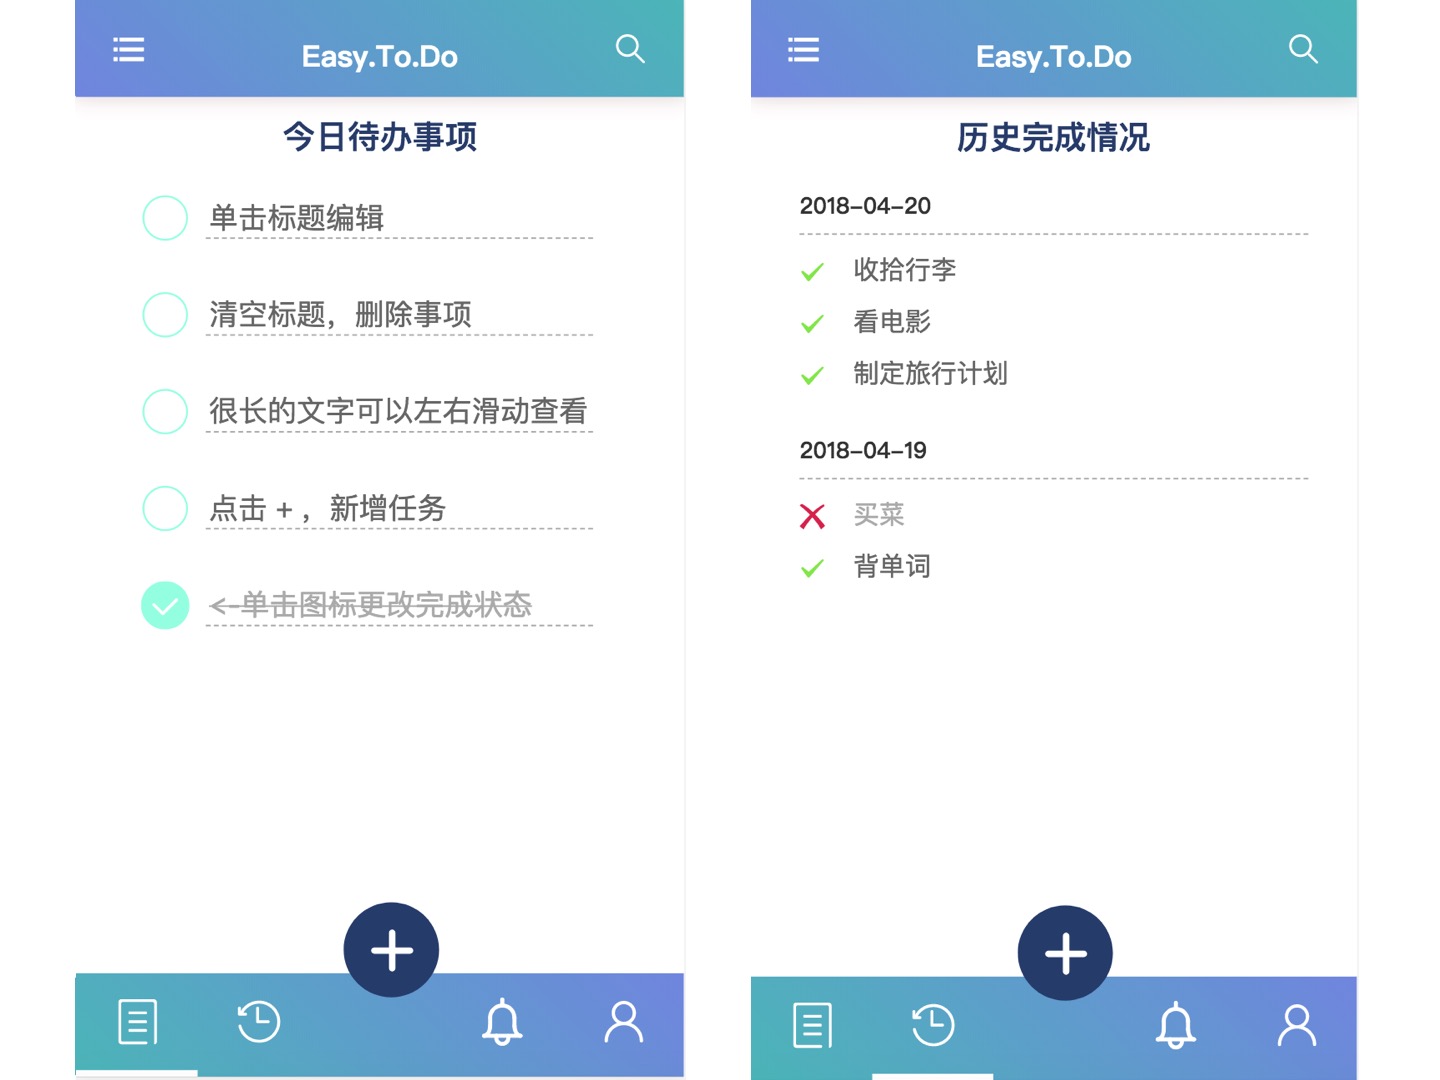 Easy.To.Do
今日待办事项
单击标题编辑
清空标题，删除事项
很长的文字可以左右滑动查看
点击 + ，新增任务
<-单击图标更改完成状态
Easy.To.Do
历史完成情况
2018-04-20
收拾行李
看电影
制定旅行计划
2018-04-19
买菜
背单词